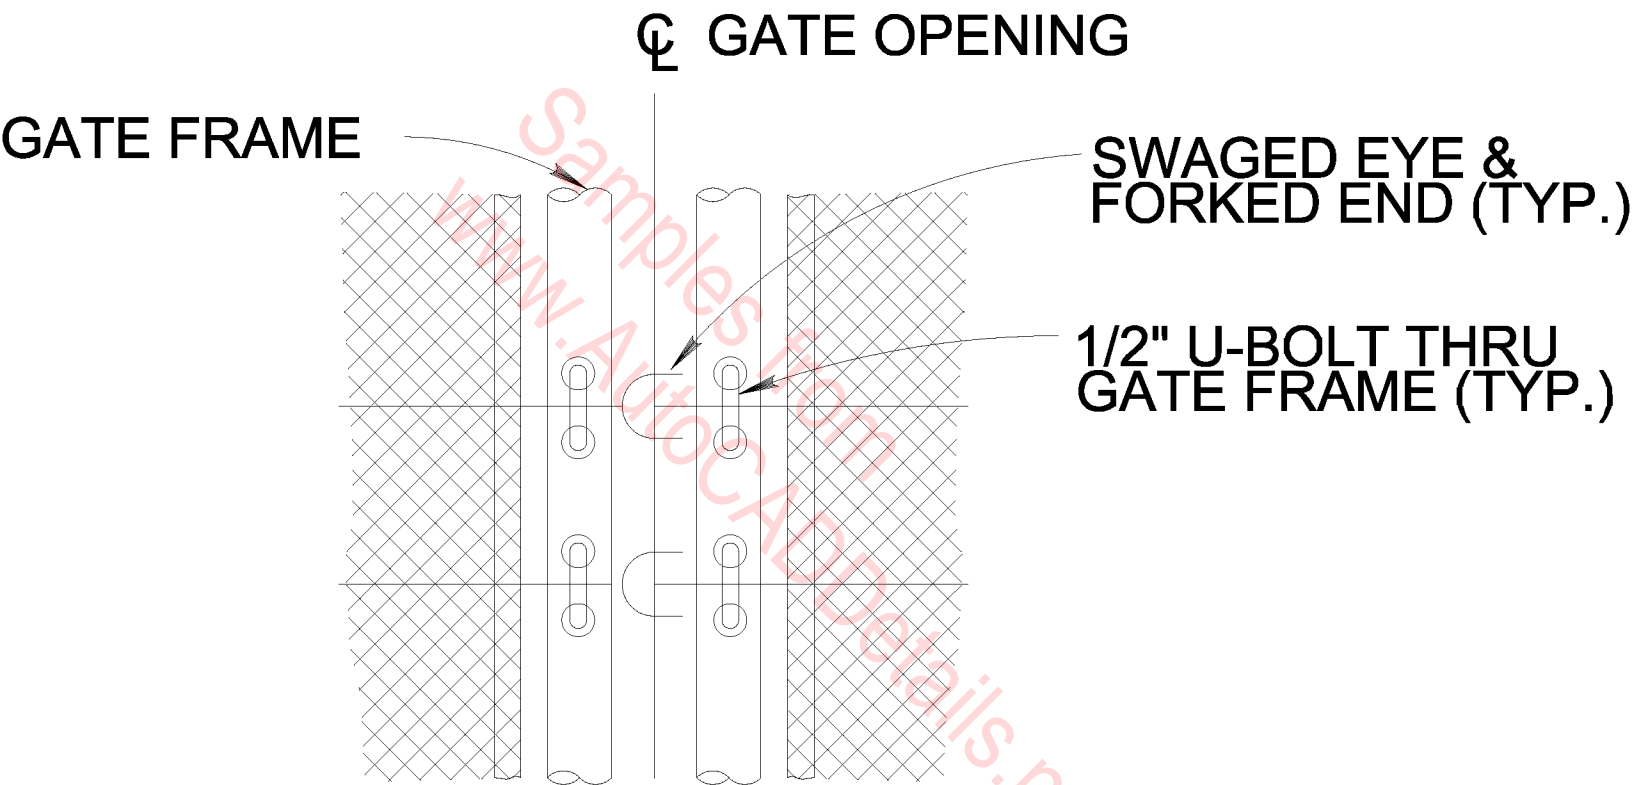 ℄ GATE OPENING
GATE FRAME
SWAGED EYE &
FORKED END (TYP.)
1/2" U-BOLT THRU
GATE FRAME (TYP.)
Samples from
www.AutoCADDetails.n